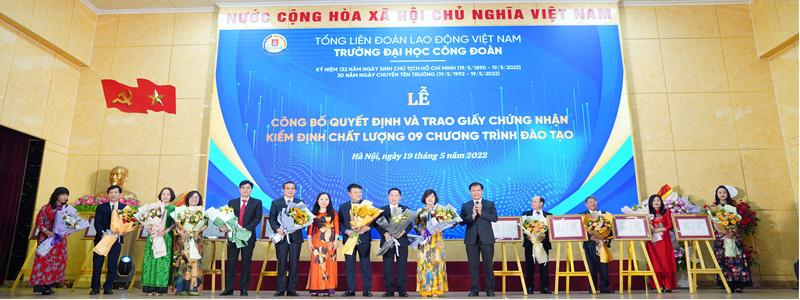 NƯỚC CỘNG HÒA XÃ HỘI CHỦ NGHĨA VIỆT NAM
TỔNG LIÊN ĐOÀN LAO ĐỘNG VIỆT NAM
TRƯỜNG ĐẠI HỌC CÔNG ĐOÀN
KỶ NIỆM 132 NĂM NGÀY SINH CHỦ TỊCH HỒ CHÍ MINH (19/5/1890 - 19/5/2022)
30 NĂM NGÀY CHUYỂN TÊN TRƯỜNG (19/5/1992 - 19/5/2022)
LỄ
CÔNG BỐ QUYẾT ĐỊNH VÀ TRAO GIẤY CHỨNG NHẬN
KIỂM ĐỊNH CHẤT LƯỢNG 09 CHƯƠNG TRÌNH ĐÀO TẠO
Hà Nội, ngày 19 tháng 5 năm 2022